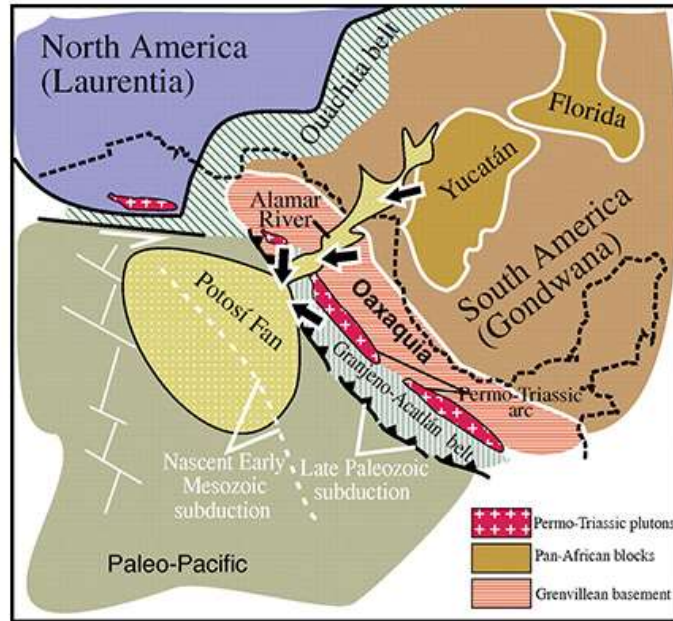 North America
(Laurentia)
Ouachita belt
Florida
Yucatán
Alamar
River
South America
(Gondwana)
Oaxaquia
Potosí Fan
Granjeno-Acatlán belt
Permo-Triassic
arc
Nascent Early
Mesozoic
subduction
Late Paleozoic
subduction
Paleo-Pacific
Permo-Triassic plutons
Pan-African blocks
Grenvillean basement